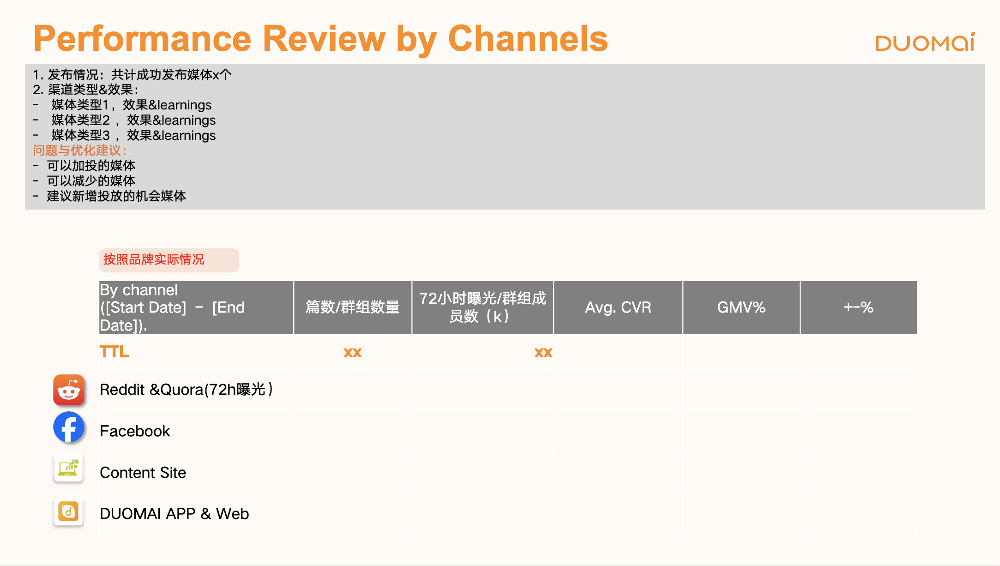 Performance Review by Channels
DUOMAI
1. 发布情况：共计成功发布媒体x个
2. 渠道类型&效果：
- 媒体类型1，效果&learnings
- 媒体类型2 ，效果&learnings
- 媒体类型3 ，效果&learnings
问题与优化建议：
- 可以加投的媒体
- 可以减少的媒体
- 建议新增投放的机会媒体
按照品牌实际情况
By channel
([Start Date] - [End
Date]).
篇数/群组数量
72小时曝光/群组成
员数（k）
Avg. CVR
GMV%
+-%
TTL
xx
xx
Reddit &Quora(72h曝光）
Facebook
Content Site
DUOMAI APP & Web